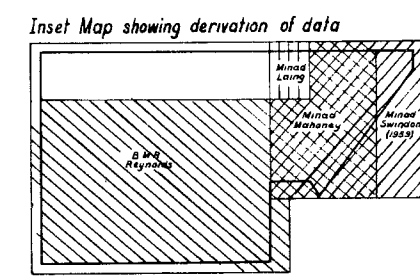 Inset Map showing derivation of data
Minad
Laing
Minad
Mahoney
Minad
Swindon
(1959)
B M R
Reynolds